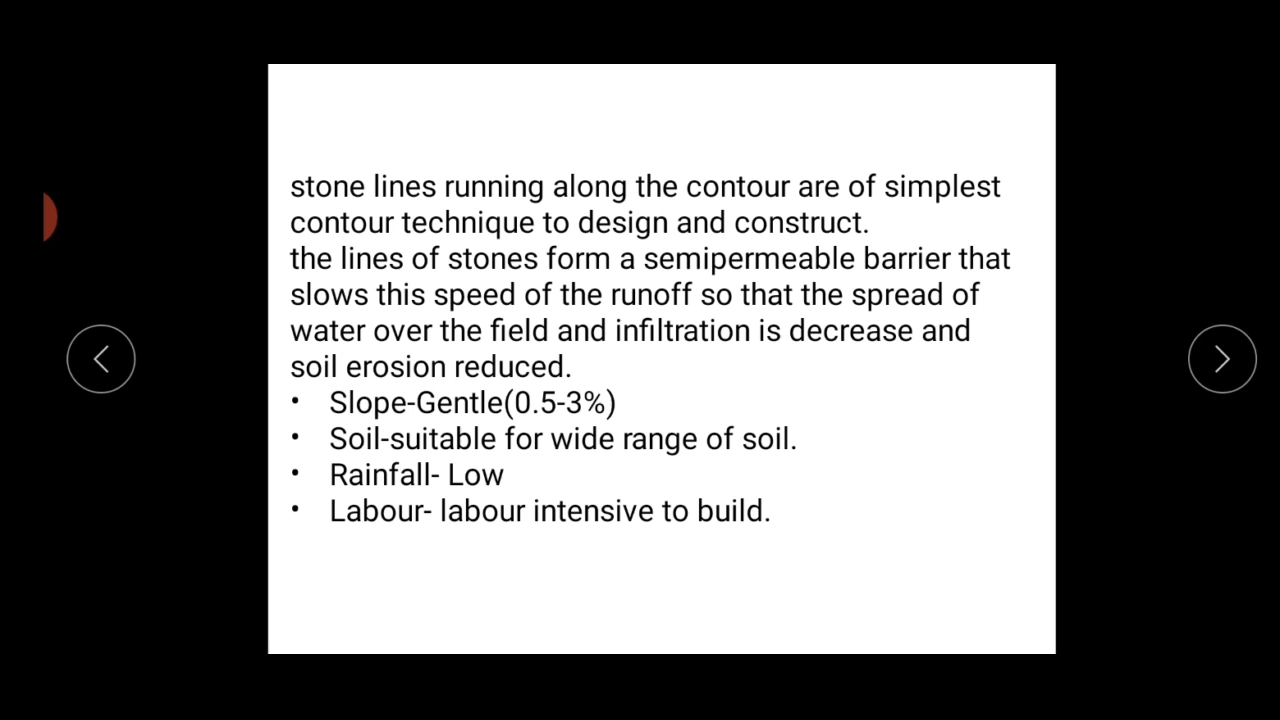 stone lines running along the contour are of simplest
contour technique to design and construct.
the lines of stones form a semipermeable barrier that
slows this speed of the runoff so that the spread of
water over the field and infiltration is decrease and
soil erosion reduced.
• Slope-Gentle(0.5-3%)
• Soil-suitable for wide range of soil.
• Rainfall- Low
• Labour- labour intensive to build.